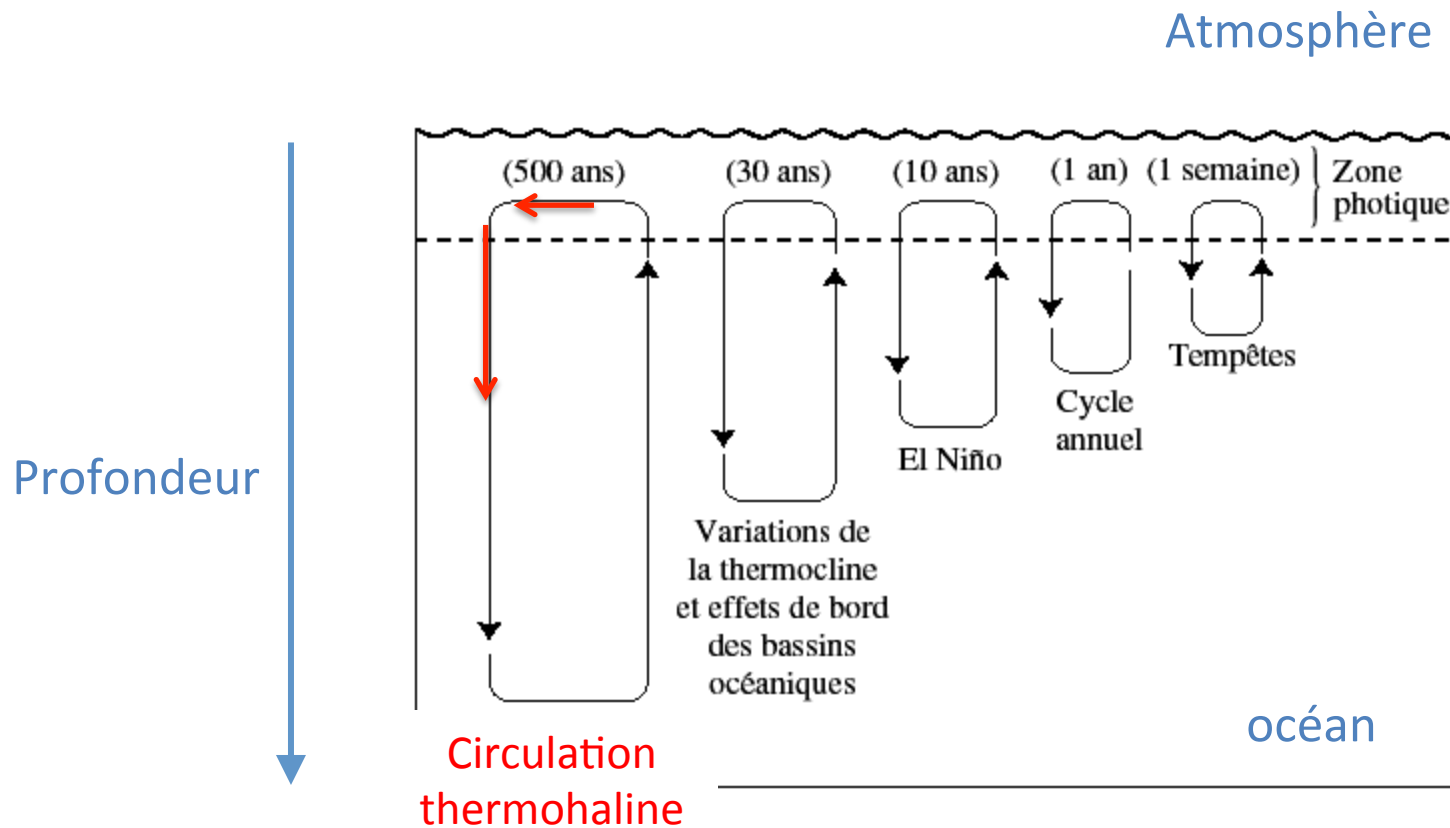 Atmosphère
(500 ans) (30 ans) (10 ans) (1 an) (1 semaine) Zone
photique
Tempêtes
Cycle
annuel
El Niño
Profondeur
Variations de
la thermocline
et effets de bord
des bassins
océaniques
océan
Circulation
thermohaline